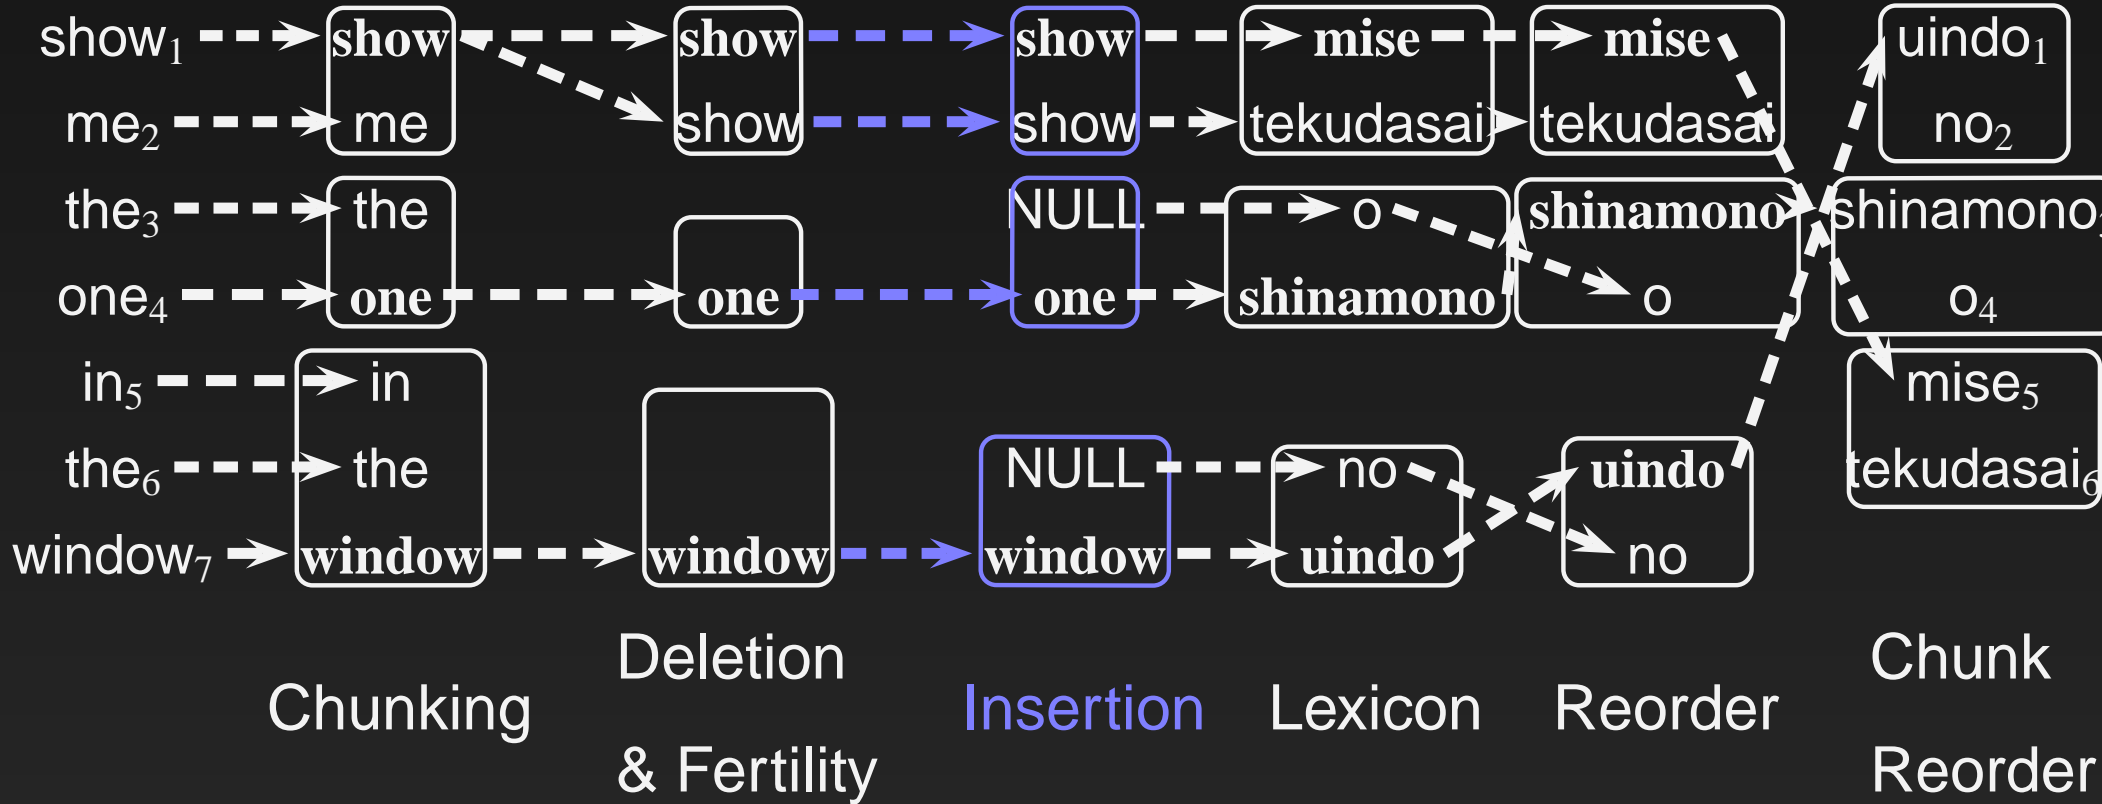 show1 show show show mise mise uindo1
me2 me show show tekudasai tekudasai no2
the3 the NULL o shinamono shinamono3
one4 one one one shinamono o o4
in5 in mise5
the6 the NULL no uindo tekudasai6
window7 window window window uindo no
Deletion Chunk
Chunking Insertion Lexicon Reorder
& Fertility Reorder